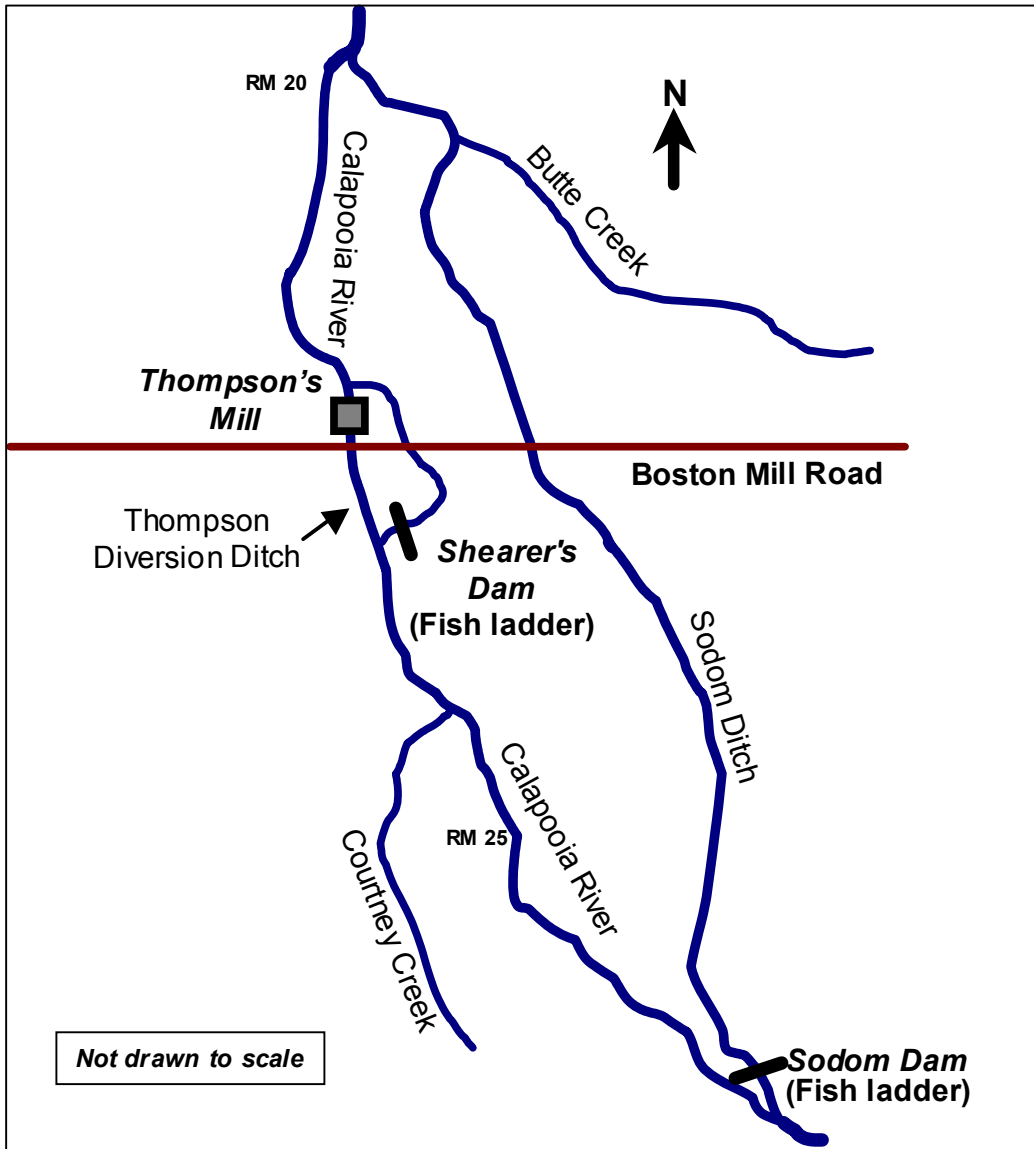 RM 20
N
Calapooia River
Butte Creek
Thompson's
Mill
Boston Mill Road
Thompson
Diversion Ditch
Shearer's
Dam
(Fish ladder)
Sodom Ditch
Calapooia River
RM 25
Courtney Creek
Not drawn to scale
Sodom Dam
(Fish ladder)